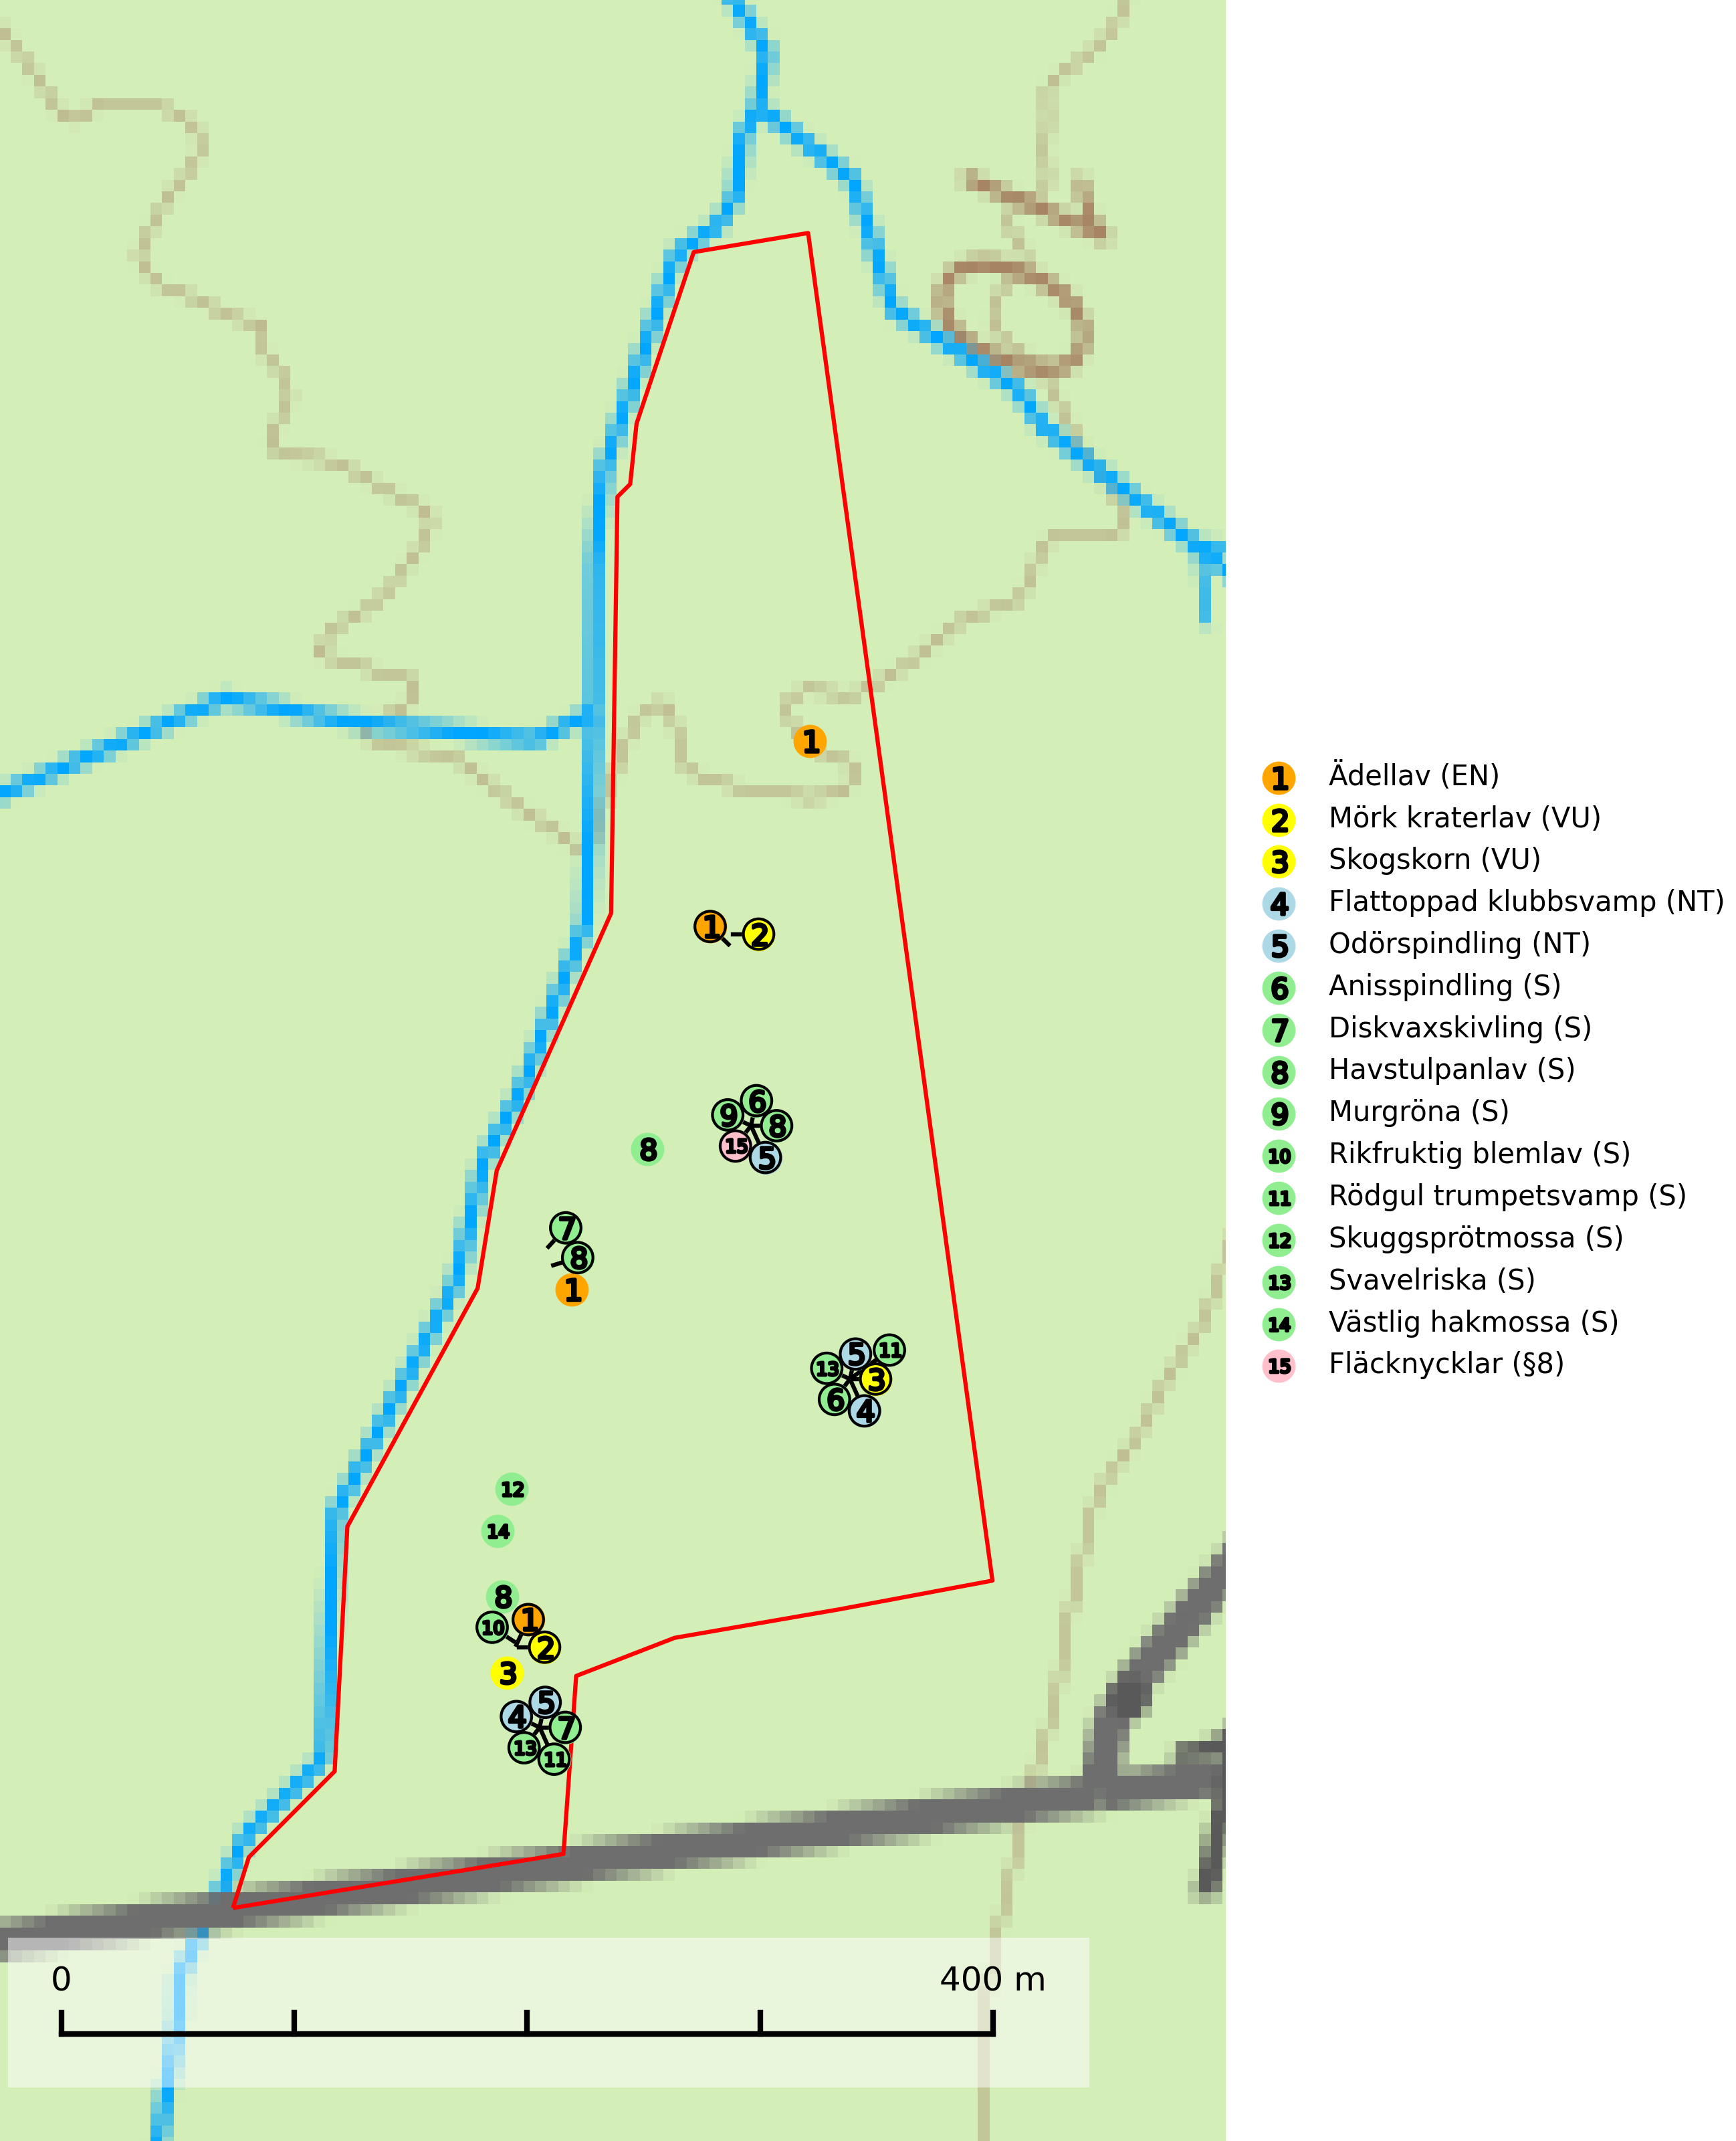 1
1 2
6
9 8
8 15 5
7
8
1
5 11
13 3
6 4
12
14
8
1
10 2
3
5
4 7
13 11
0 400 m
1 Ädellav (EN)
2 Mörk kraterlav (VU)
3 Skogskorn (VU)
4 Flattoppad klubbsvamp (NT)
5 Odörspindling (NT)
6 Anisspindling (S)
7 Diskvaxskivling (S)
8 Havstulpanlav (S)
9 Murgröna (S)
10 Rikfruktig blemlav (S)
11 Rödgul trumpetsvamp (S)
12 Skuggsprötmossa (S)
13 Svavelriska (S)
14 Västlig hakmossa (S)
15 Fläcknycklar (§8)